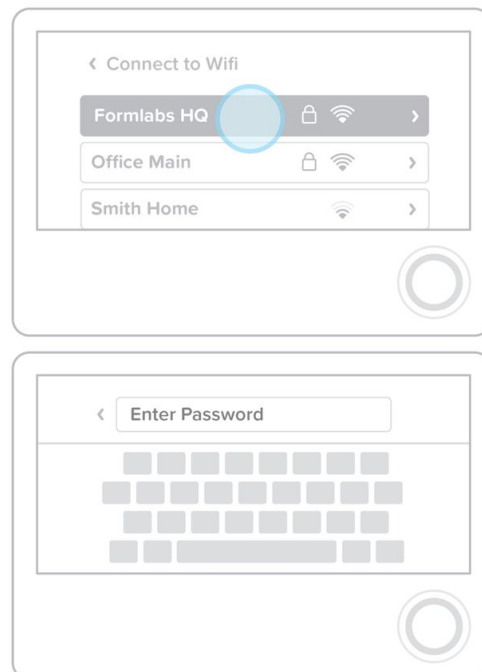 Connect to Wifi
Formlabs HQ
Office Main
Smith Home
Enter Password